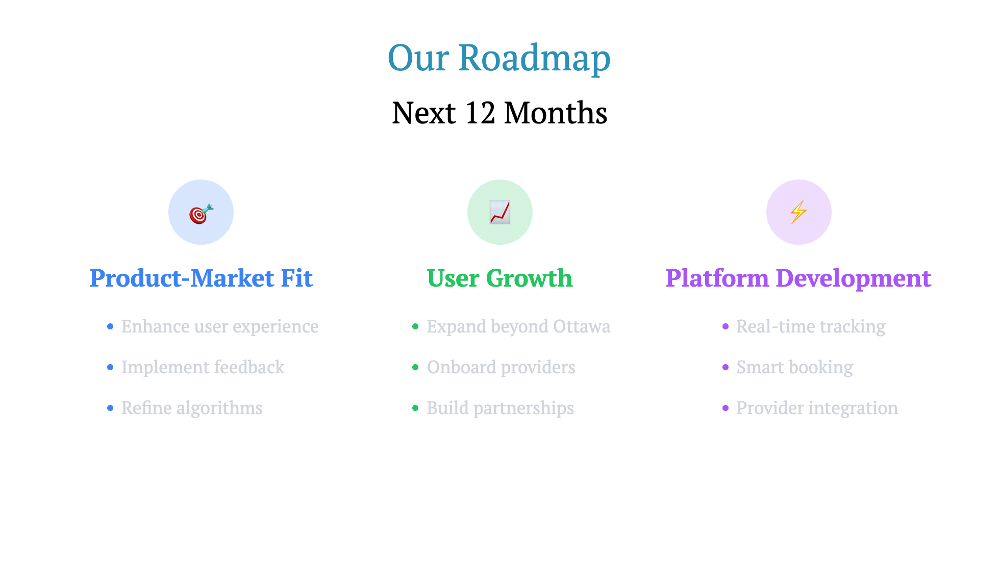 Our Roadmap
Next 12 Months
Product-Market Fit
Enhance user experience
Implement feedback
Refine algorithms
User Growth
Expand beyond Ottawa
Onboard providers
Build partnerships
Platform Development
Real-time tracking
Smart booking
Provider integration